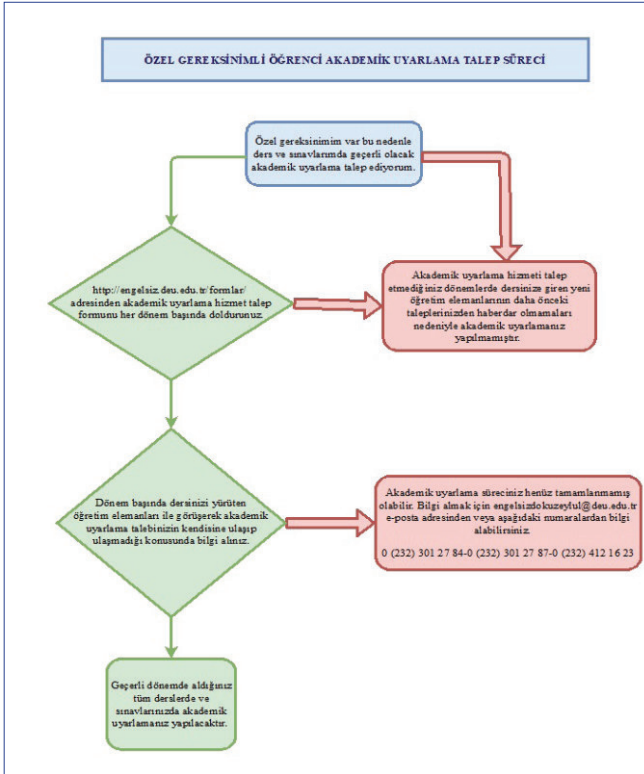 ÖZEL GEREKSİNİMLİ ÖĞRENCİ AKADEMİK UYARLAMA TALEP SÜRECİ
Özel gereksinimim var bu nedenle
ders ve sınavlarımda geçerli olacak
akademik uyarlama talep ediyorum.
http://engelsiz.deu.edu.tr/formlar/
adresinden akademik uyarlama hizmet talep
formunu her dönem başında doldurunuz.
Akademik uyarlama hizmeti talep
etmediğiniz dönemlerde dersinize giren yeni
öğretim elemanlarının daha önceki
taleplerinizden haberdar olmamaları
nedeniyle akademik uyarlamanız
yapılmamıştır.
Dönem başında dersinizi yürüten
öğretim elemanları ile görüşerek akademik
uyarlama talebinizin kendisine ulaşıp
ulaşmadığı konusunda bilgi alınız.
Akademik uyarlama süreciniz henüz tamamlanmamış
olabilir. Bilgi almak için engelsizdokuzeylul@deu.edu.tr
e-posta adresinden veya aşağıdaki numaralardan bilgi
alabilirsiniz.
0 (232) 301 27 84-0 (232) 301 27 87-0 (232) 412 16 23
Geçerli dönemde aldığınız
tüm derslerde ve
sınavlarınızda akademik
uyarlamanız yapılacaktır.